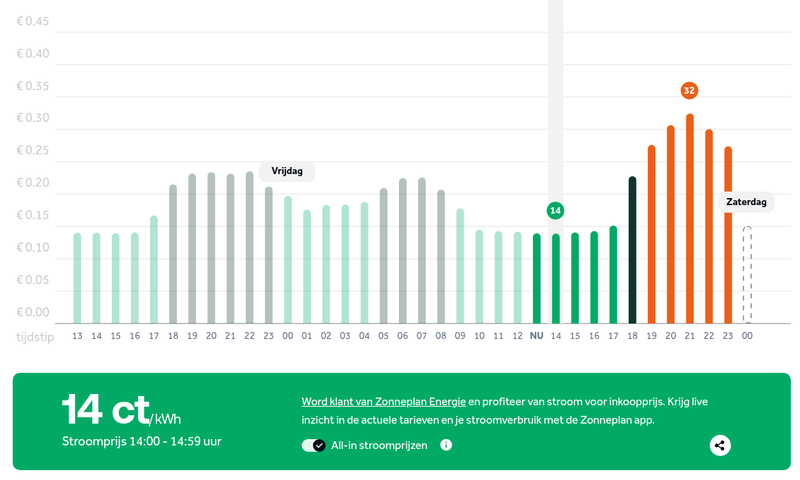 € 0.45
€ 0.40
€ 0.35
€ 0.30
€ 0.25
€ 0.20
€ 0.15
€ 0.10
€ 0.05
€ 0.00
32
Vrijdag
Zaterdag
14
tijdstip 13 14 15 16 17 18 19 20 21 22 23 00 01 02 03 04 05 06 07 08 09 10 11 12 NU 14 15 16 17 18 19 20 21 22 23 00
14 ct/kWh
Stroomprijs 14:00 - 14:59 uur
Word klant van Zonneplan Energie en profiteer van stroom voor inkoopprijs. Krijg live
inzicht in de actuele tarieven en je stroomverbruik met de Zonneplan app.
All-in stroomprijzen i